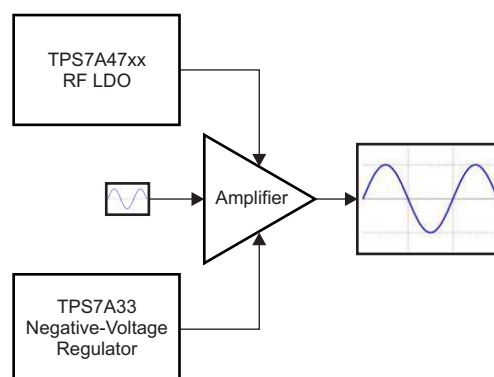 TPS7A47xx
RF LDO
Amplifier
TPS7A33
Negative-Voltage
Regulator